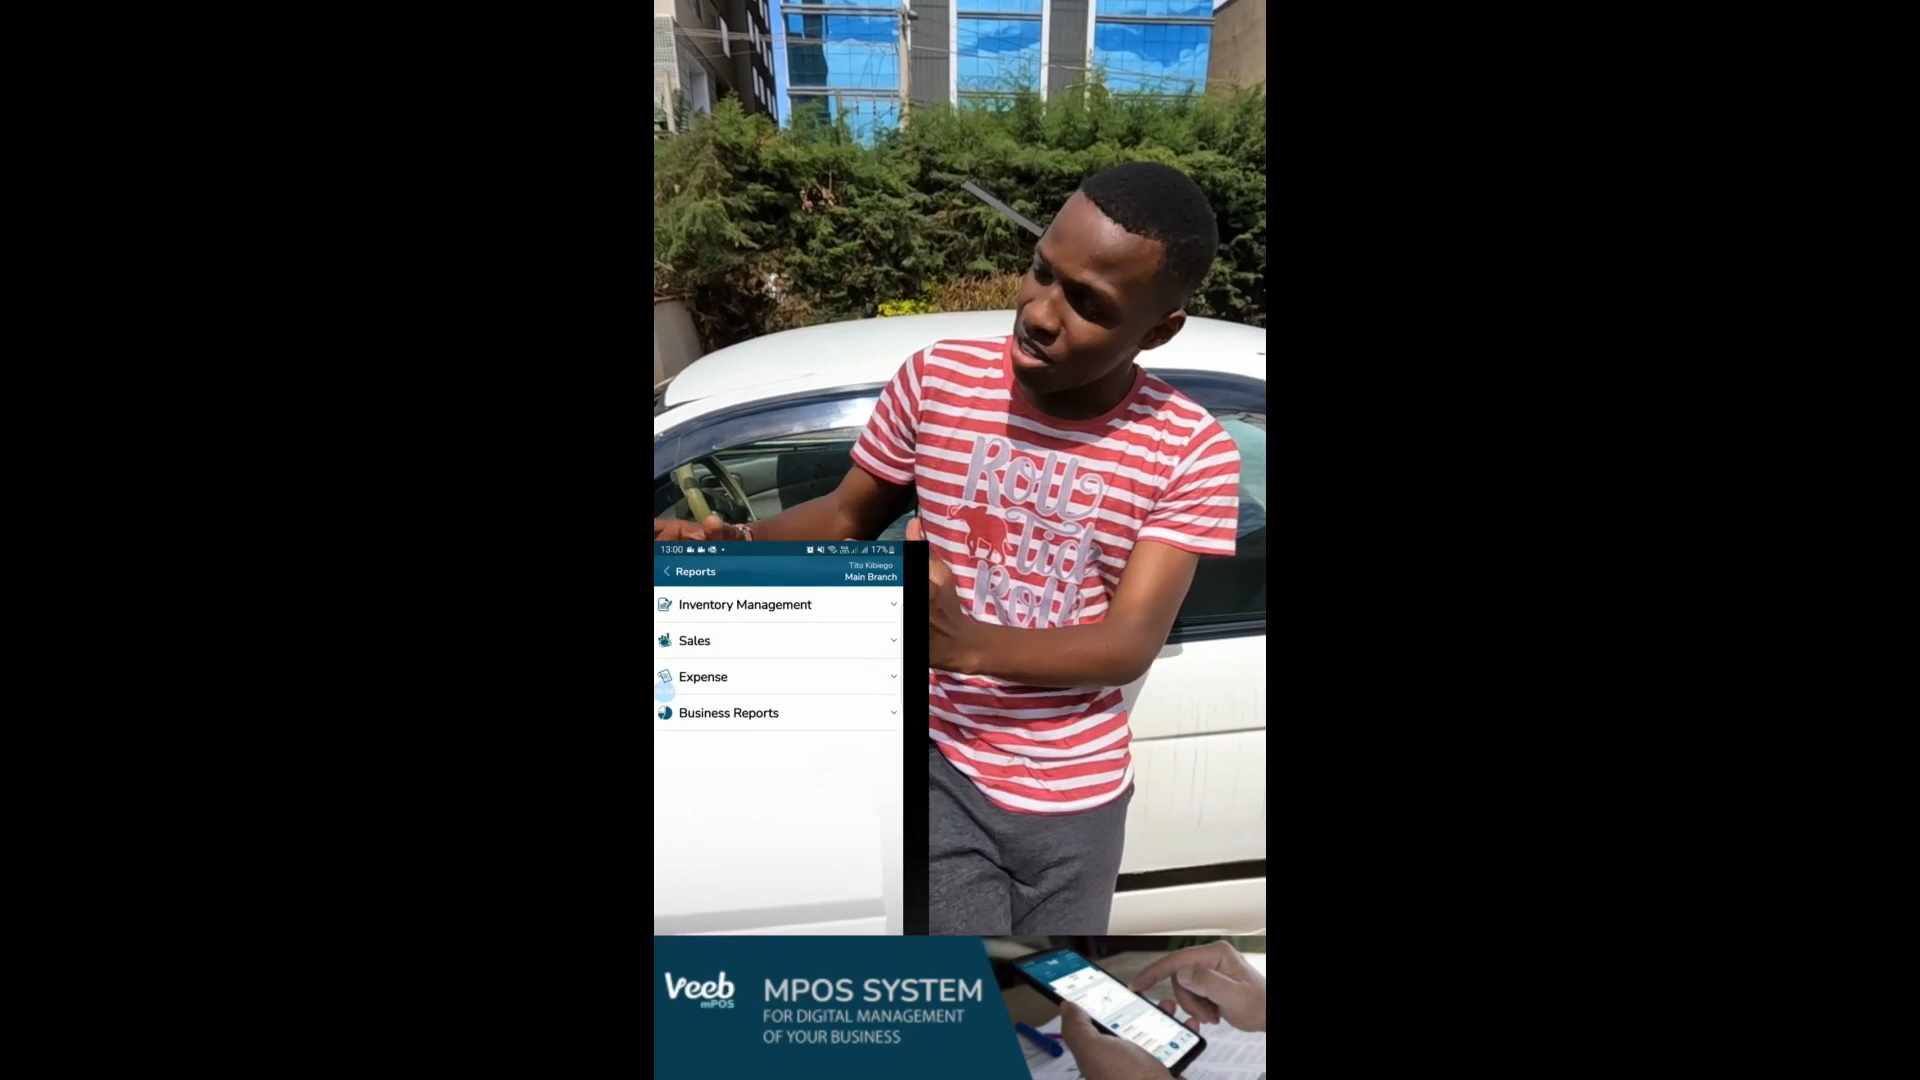 Roll
Tide
Roll
13:00
17%
Reports
Tito Kibiego
Main Branch
Inventory Management
Sales
Expense
Business Reports
Veeb
mPOS
MPOS SYSTEM
FOR DIGITAL MANAGEMENT
OF YOUR BUSINESS